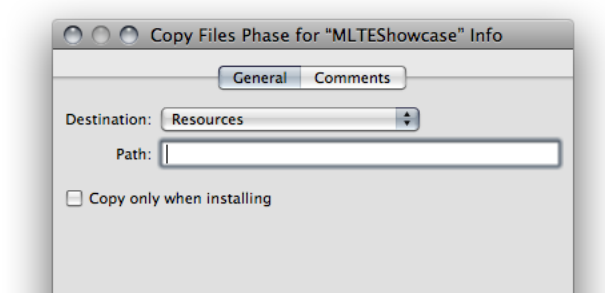 Copy Files Phase for “MLTEShowcase” Info
General Comments
Destination: Resources
Path:
Copy only when installing